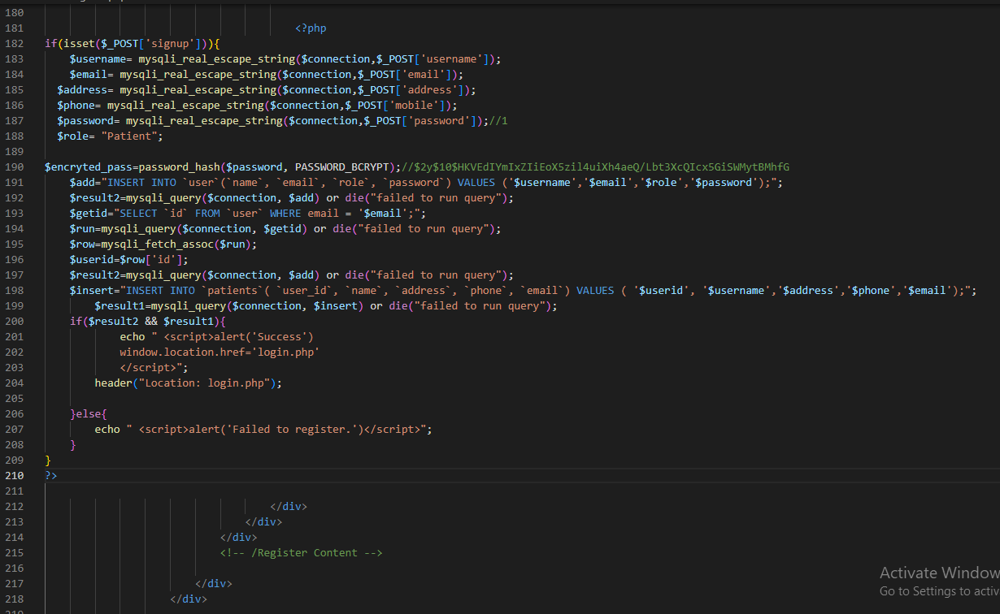 180
181 <?php
182 if(isset($_POST['signup'])){
183 $username= mysqli_real_escape_string($connection,$_POST['username']);
184 $email= mysqli_real_escape_string($connection,$_POST['email']);
185 $address= mysqli_real_escape_string($connection,$_POST['address']);
186 $phone= mysqli_real_escape_string($connection,$_POST['mobile']);
187 $password= mysqli_real_escape_string($connection,$_POST['password']);//1
188 $role= "Patient";
189
190 $encryted_pass=password_hash($password, PASSWORD_BCRYPT);//$2y$10$HKVEdIYmIxZIIiEoX5zil4uiXh4aeQ/Lbt3XcQIcx5GiSWMytBMhfG
191 $add="INSERT INTO `user`(`name`, `email`, `role`, `password`) VALUES ('$username','$email','$role','$password');";
192 $result2=mysqli_query($connection, $add) or die("failed to run query");
193 $getid="SELECT `id` FROM `user` WHERE email = '$email';";
194 $run=mysqli_query($connection, $getid) or die("failed to run query");
195 $row=mysqli_fetch_assoc($run);
196 $userid=$row['id'];
197 $result2=mysqli_query($connection, $add) or die("failed to run query");
198 $insert="INSERT INTO `patients`( `user_id`, `name`, `address`, `phone`, `email`) VALUES ( '$userid', '$username','$address','$phone','$email');";
199 $result1=mysqli_query($connection, $insert) or die("failed to run query");
200 if($result2 && $result1){
201 echo " <script>alert('Success')
202 window.location.href='login.php'
203 </script>";
204 header("Location: login.php");
205
206 }else{
207 echo " <script>alert('Failed to register.')</script>";
208 }
209 }
210 ?>
211
212 </div>
213 </div>
214 </div>
215 <!-- /Register Content -->
216
217 </div>
218 </div>
Activate Window
Go to Settings to activ